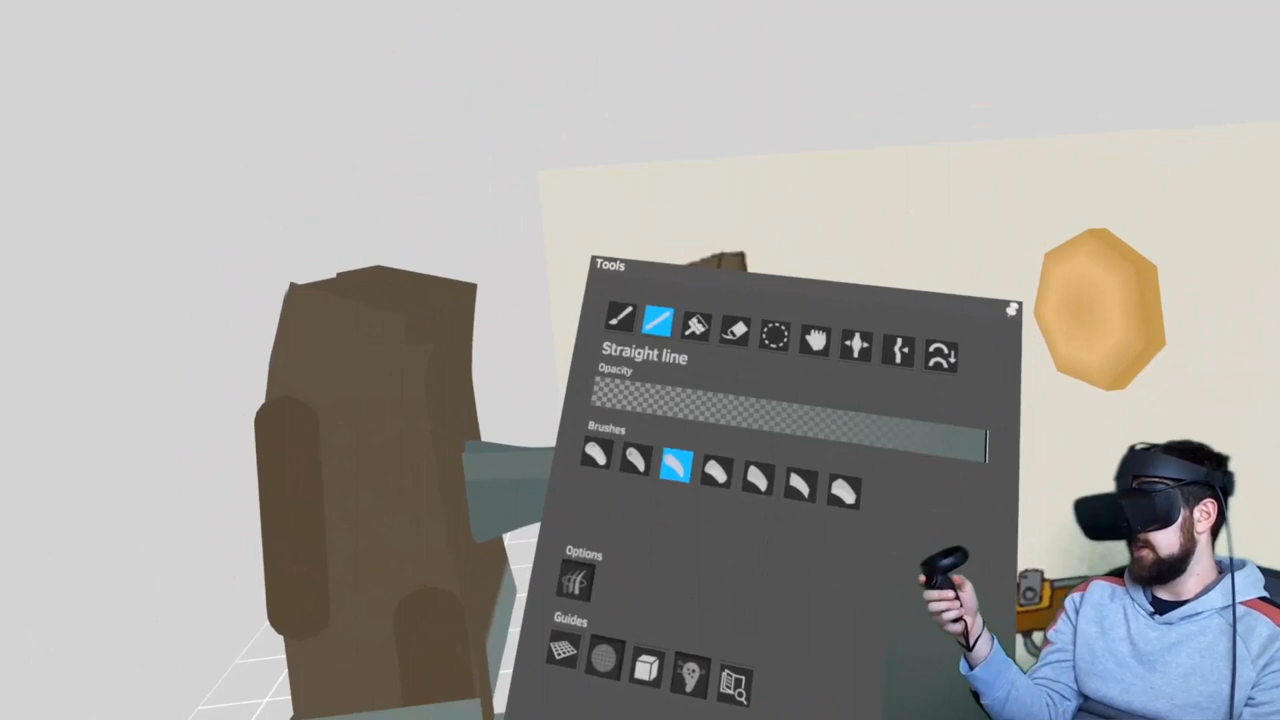 Tools
Straight line
Opacity
Brushes
Options
Guides